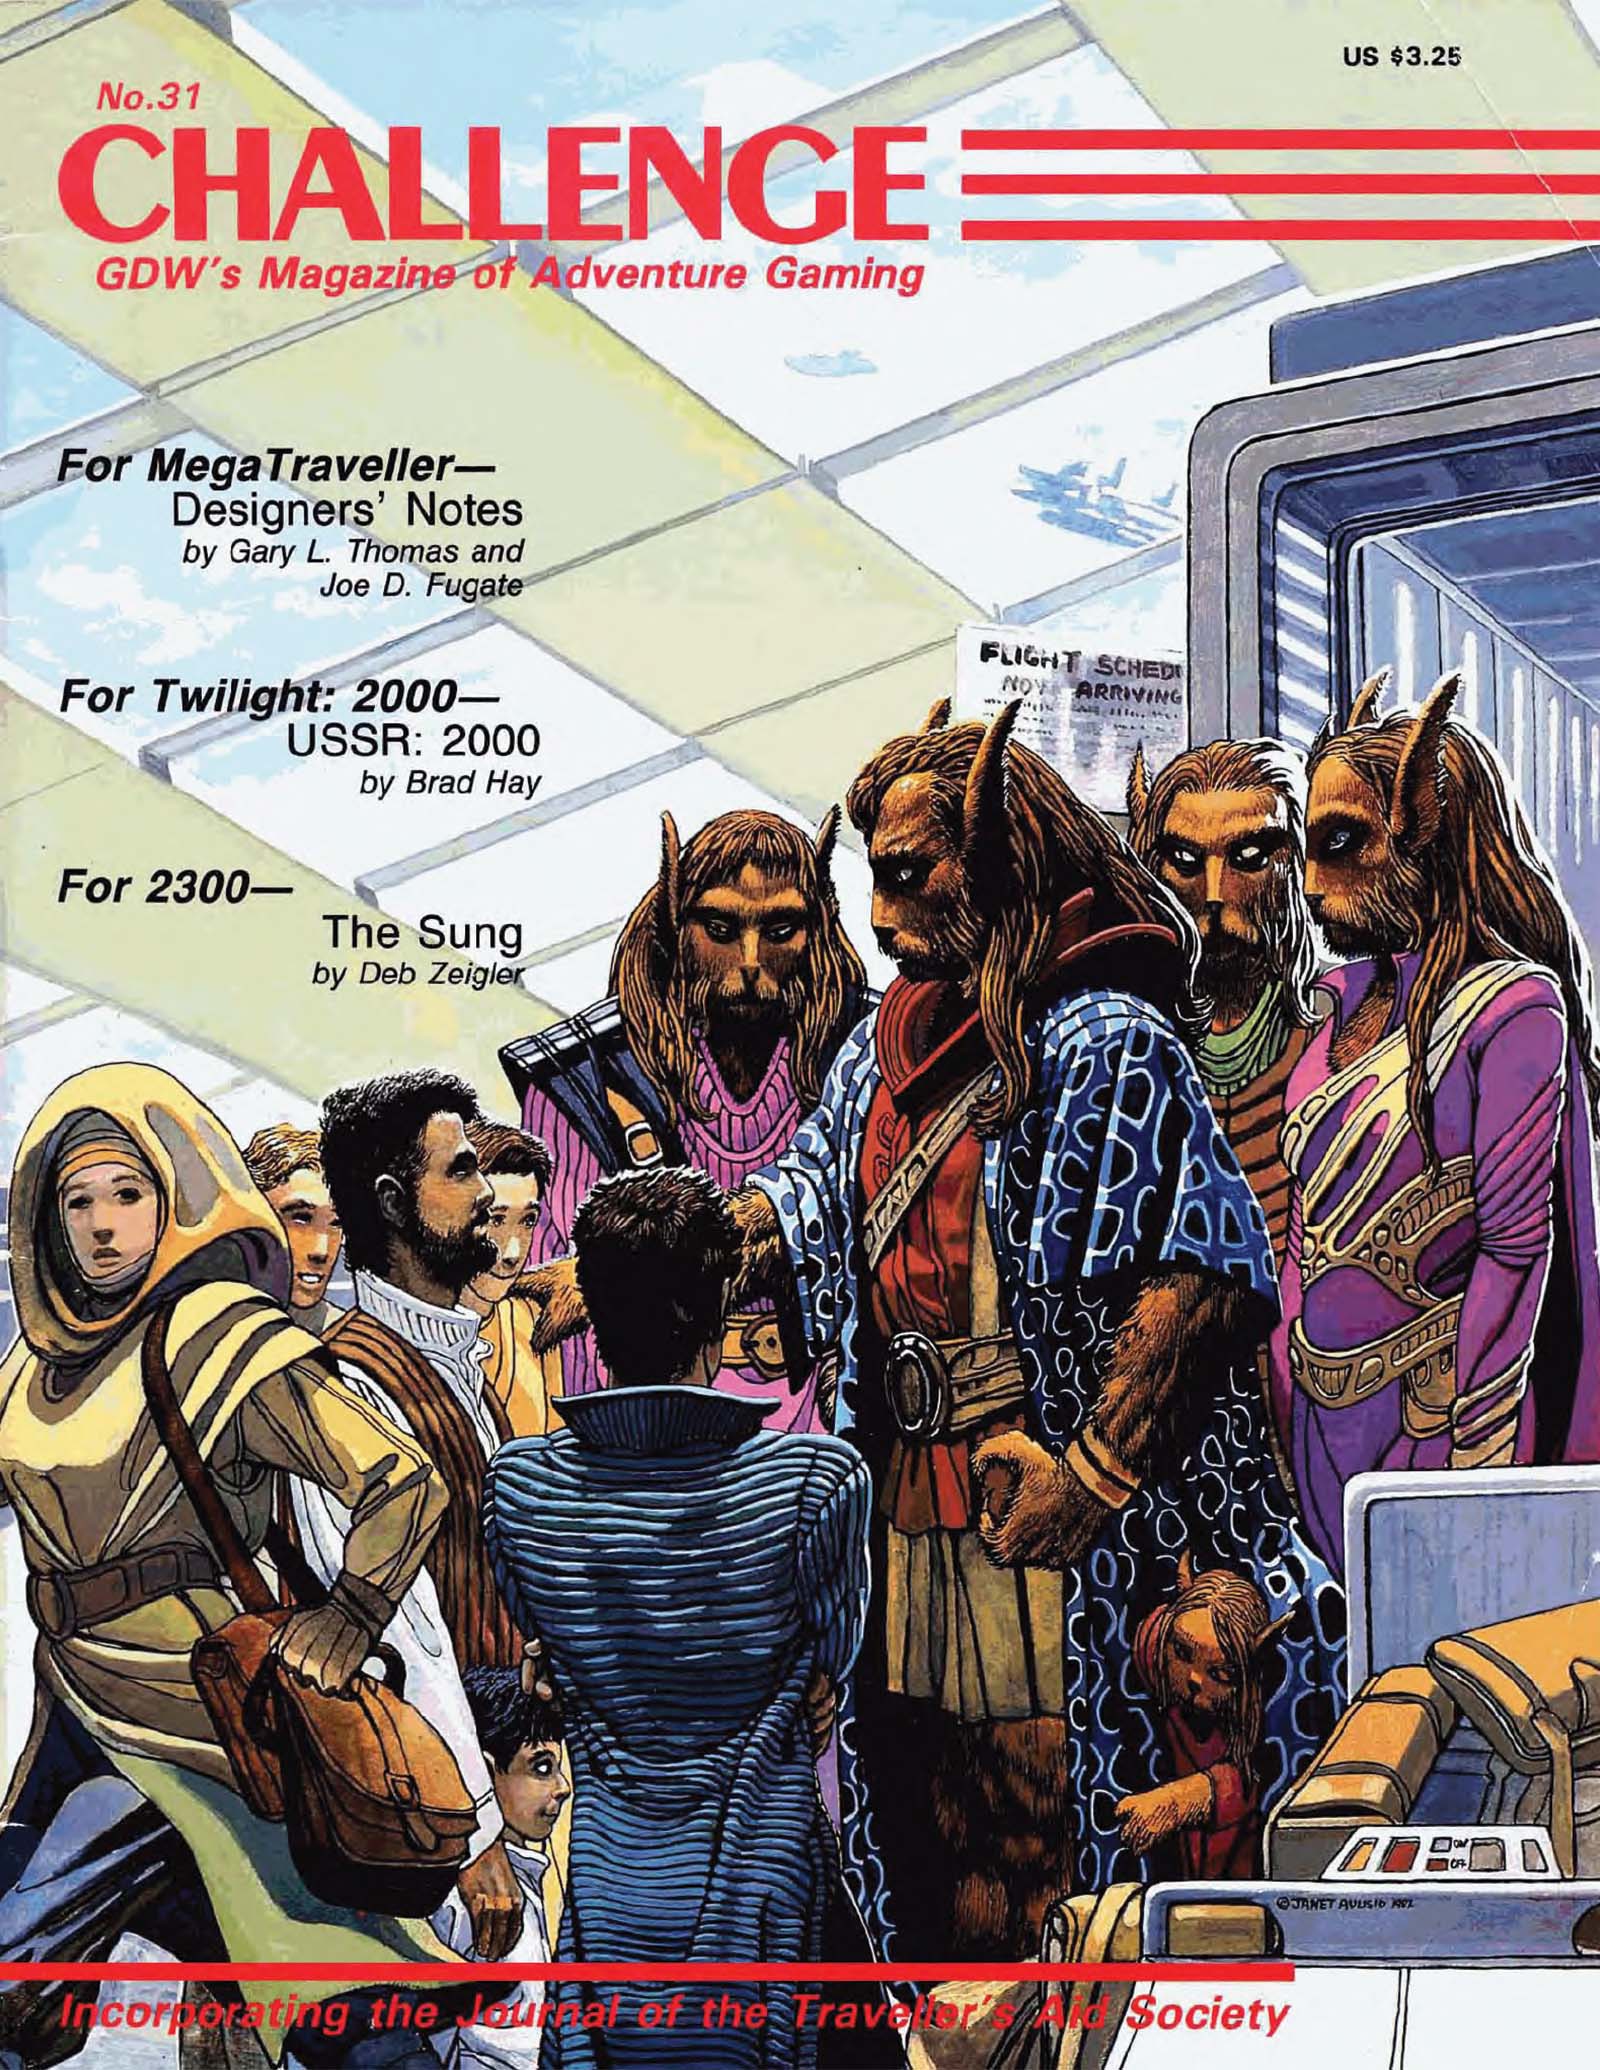 US $3.25
No.31
CHALLENGE
GDW's Magazine of Adventure Gaming
For MegaTraveller—
Designers' Notes
by Gary L. Thomas and
Joe D. Fugate
FLIGHT SCHEDU
NOW ARRIVING
For Twilight: 2000—
USSR: 2000
by Brad Hay
For 2300—
The Sung
by Deb Zeigler
ON
OFF
© JANET AULISIO
Incorporating the Journal of the Traveller's Aid Society